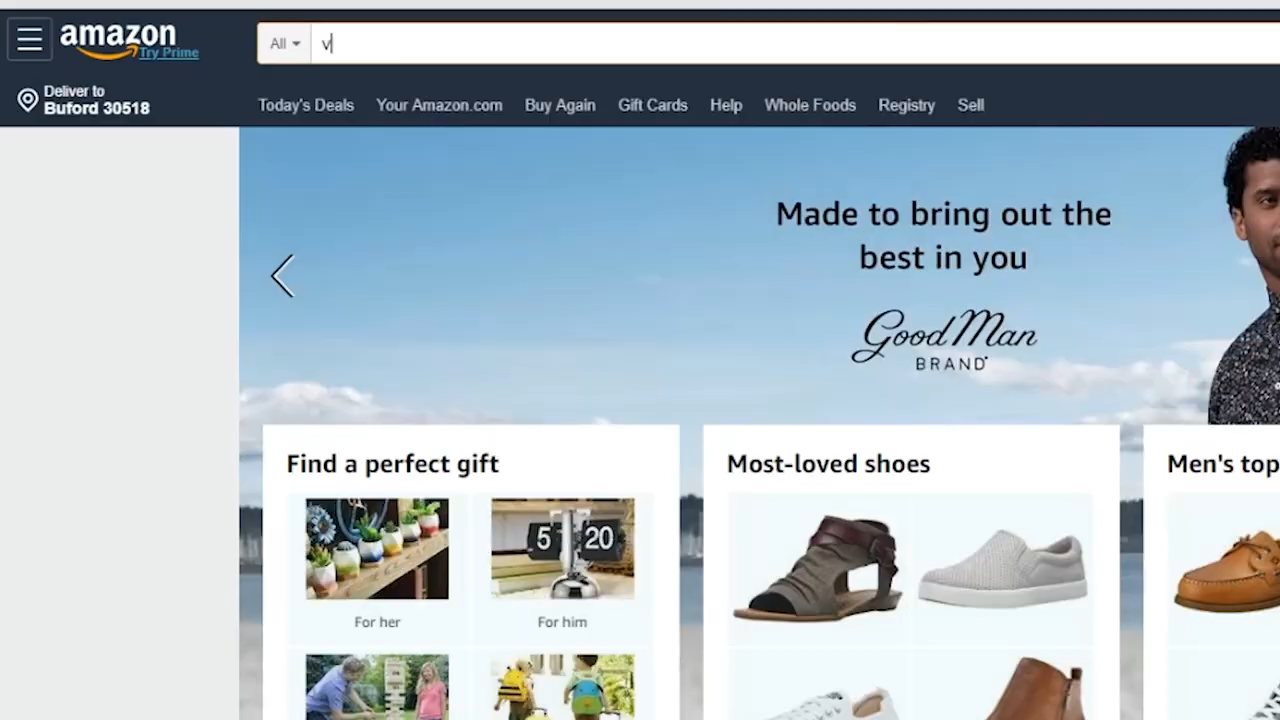 amazon
Try Prime
All
v
Deliver to
Buford 30518
Today's Deals
Your Amazon.com
Buy Again
Gift Cards
Help
Whole Foods
Registry
Sell
Made to bring out the
best in you
Good Man
BRAND
Find a perfect gift
5 20
For her
For him
Most-loved shoes
Men's top